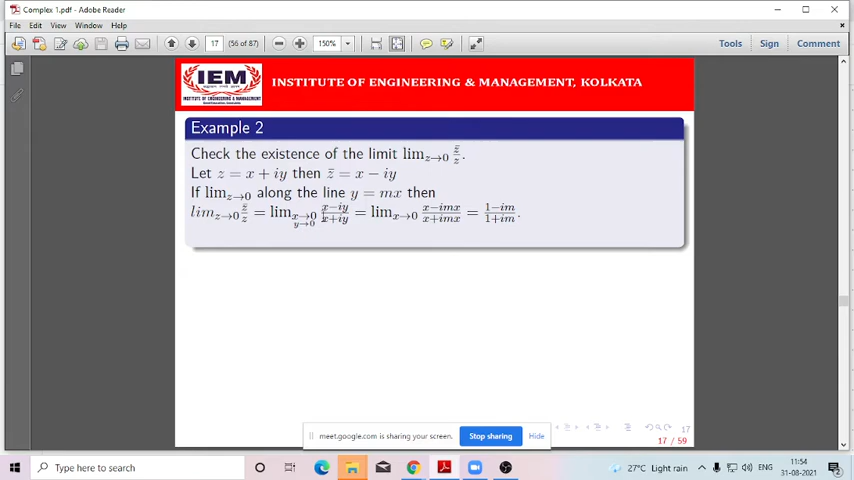 Complex 1.pdf - Adobe Reader
File Edit View Window Help
17 (56 of 87) 150% Tools Sign Comment
IEM
INSTITUTE OF ENGINEERING & MANAGEMENT, KOLKATA
Example 2
Check the existence of the limit lim_{z→0} z̄/z.
Let z = x + iy then z̄ = x − iy
If lim_{z→0} along the line y = mx then
lim_{z→0} z̄/z = lim_{x→0, y→0} (x−iy)/(x+iy) = lim_{x→0} (x−imx)/(x+imx) = (1−im)/(1+im).
17
meet.google.com is sharing your screen. Stop sharing Hide
17 / 59
Type here to search
27°C Light rain ENG 11:54
31-08-2021